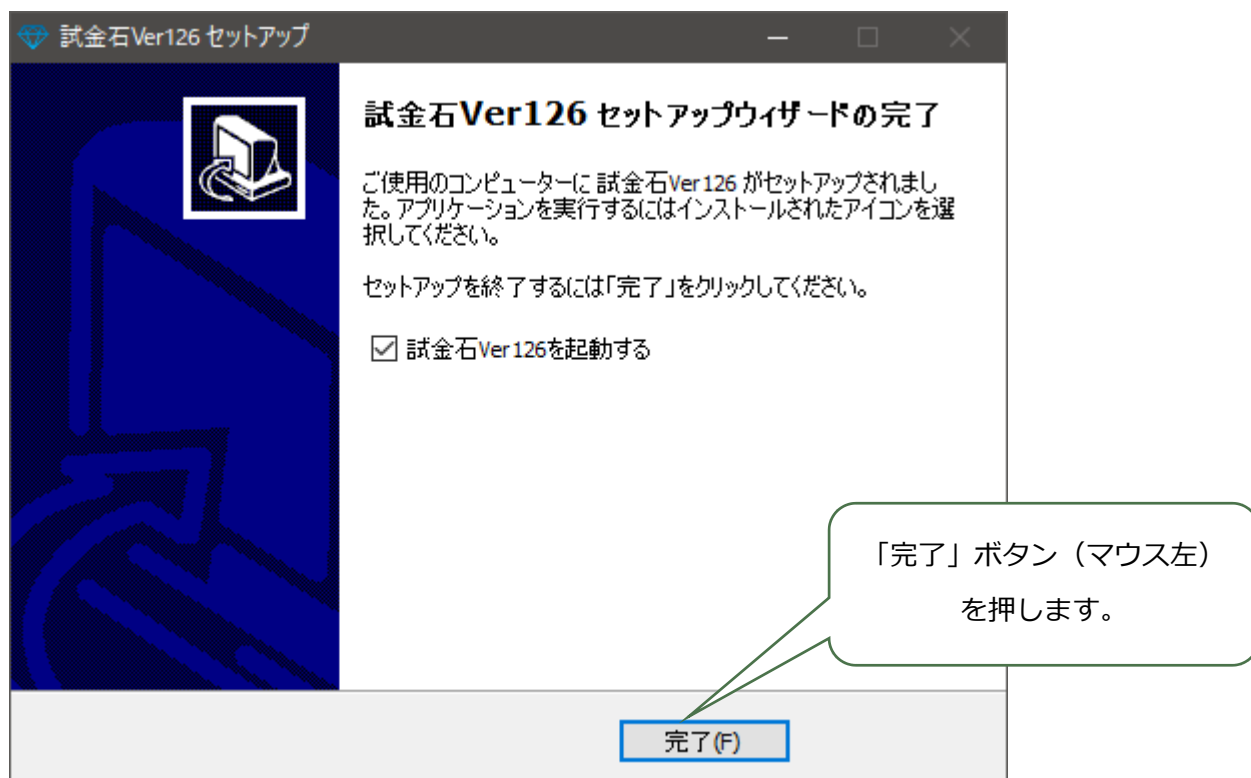 試金石Ver126 セットアップ
試金石Ver126 セットアップウィザードの完了
ご使用のコンピューターに 試金石Ver126 がセットアップされまし
た。アプリケーションを実行するにはインストールされたアイコンを選
択してください。
セットアップを終了するには「完了」をクリックしてください。
試金石Ver126を起動する
「完了」ボタン（マウス左）
を押します。
完了(F)